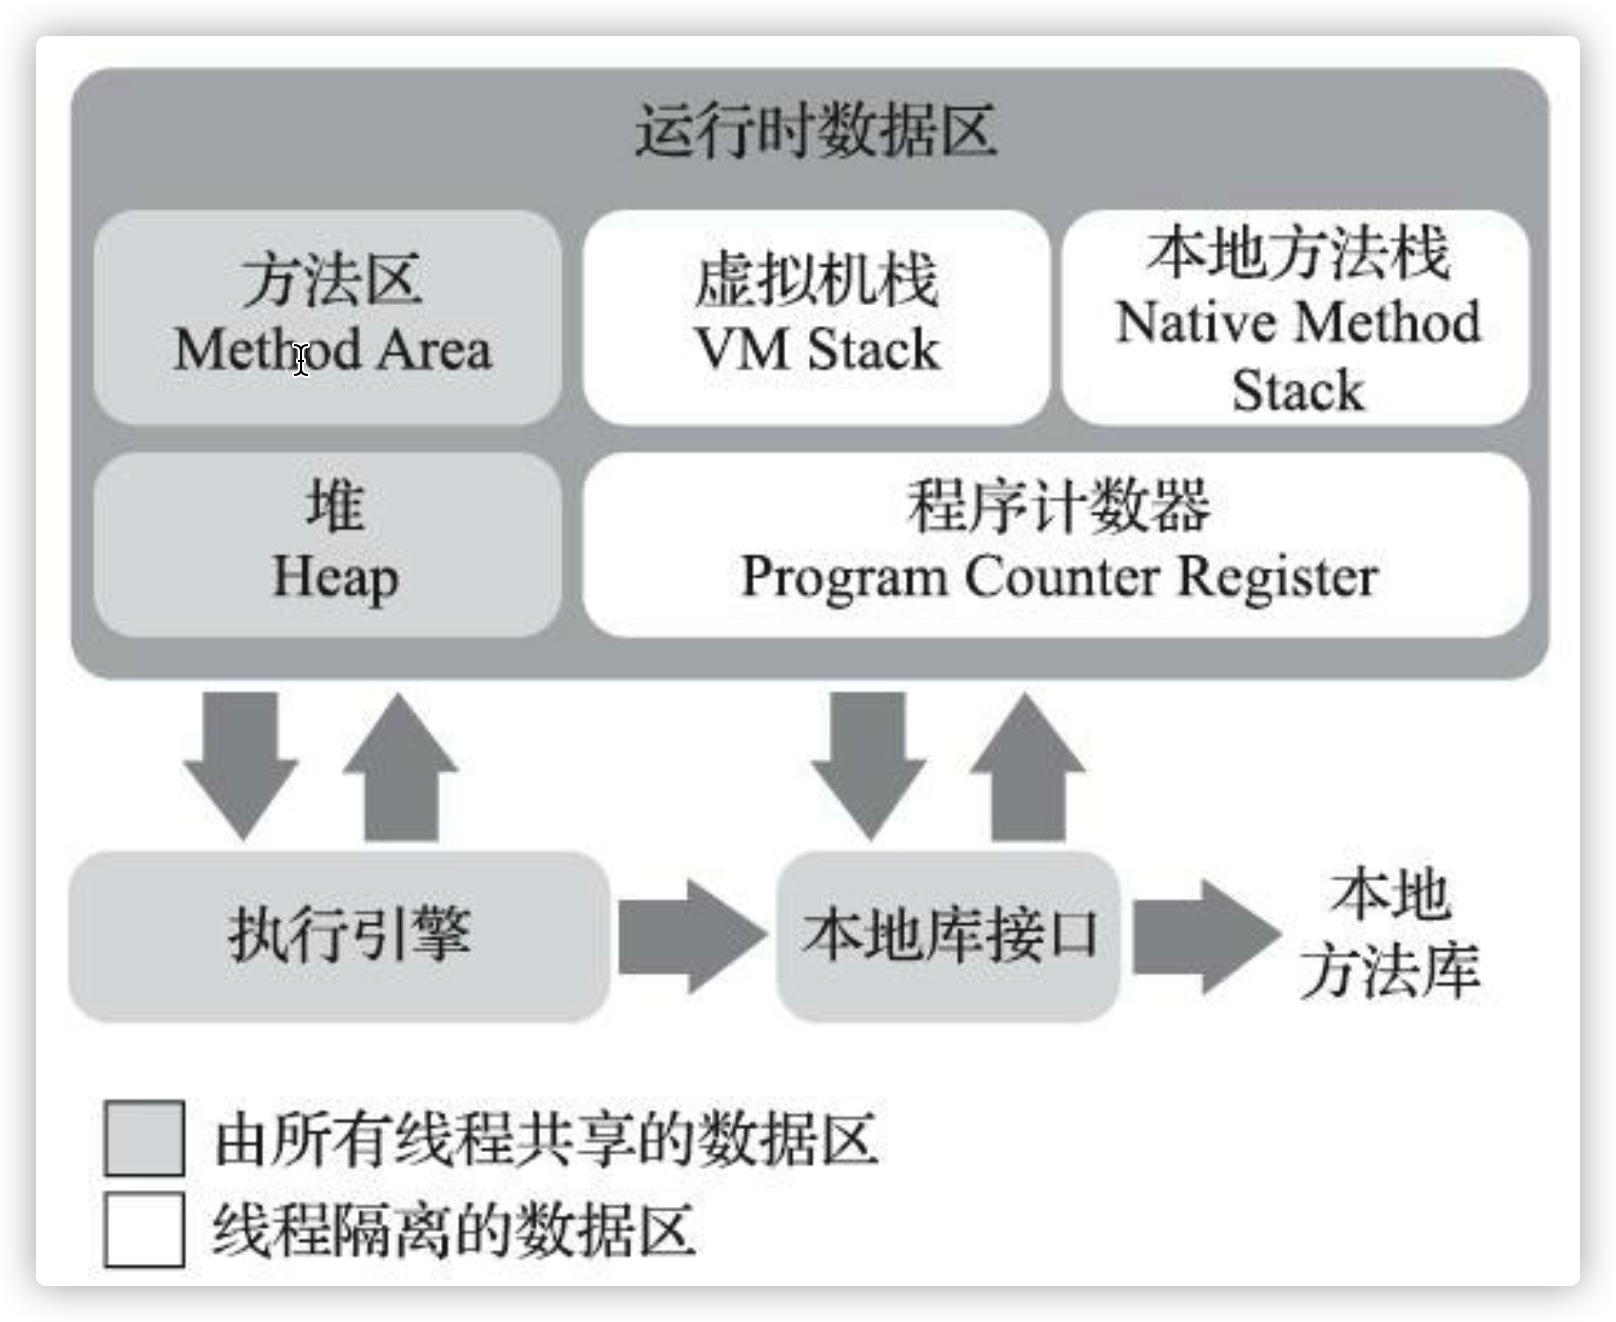 运行时数据区
方法区
Method Area
虚拟机栈
VM Stack
本地方法栈
Native Method
Stack
堆
Heap
程序计数器
Program Counter Register
执行引擎
本地库接口
本地
方法库
由所有线程共享的数据区
线程隔离的数据区